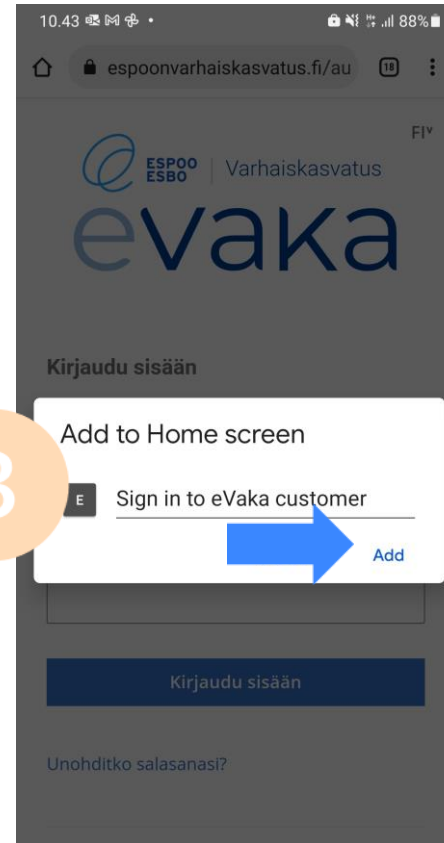 10.43
88%
espoonvarhaiskasvatus.fi/au
18
FI
ESPOO
ESBO
Varhaiskasvatus
evaka
Kirjaudu sisään
3
Add to Home screen
E
Sign in to eVaka customer
Add
Kirjaudu sisään
Unohditko salasanasi?